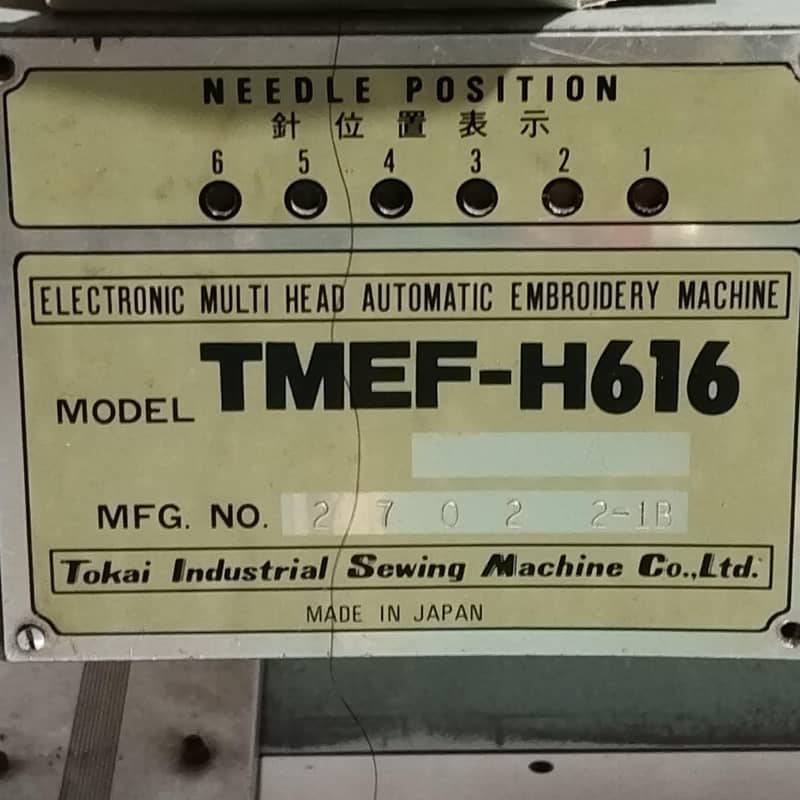 NEEDLE POSITION
針位置表示
6 5 4 3 2 1
ELECTRONIC MULTI HEAD AUTOMATIC EMBROIDERY MACHINE
MODEL TMEF-H616
MFG. NO. 2 7 0 2 2-1B
Tokai Industrial Sewing Machine Co.,Ltd.
MADE IN JAPAN